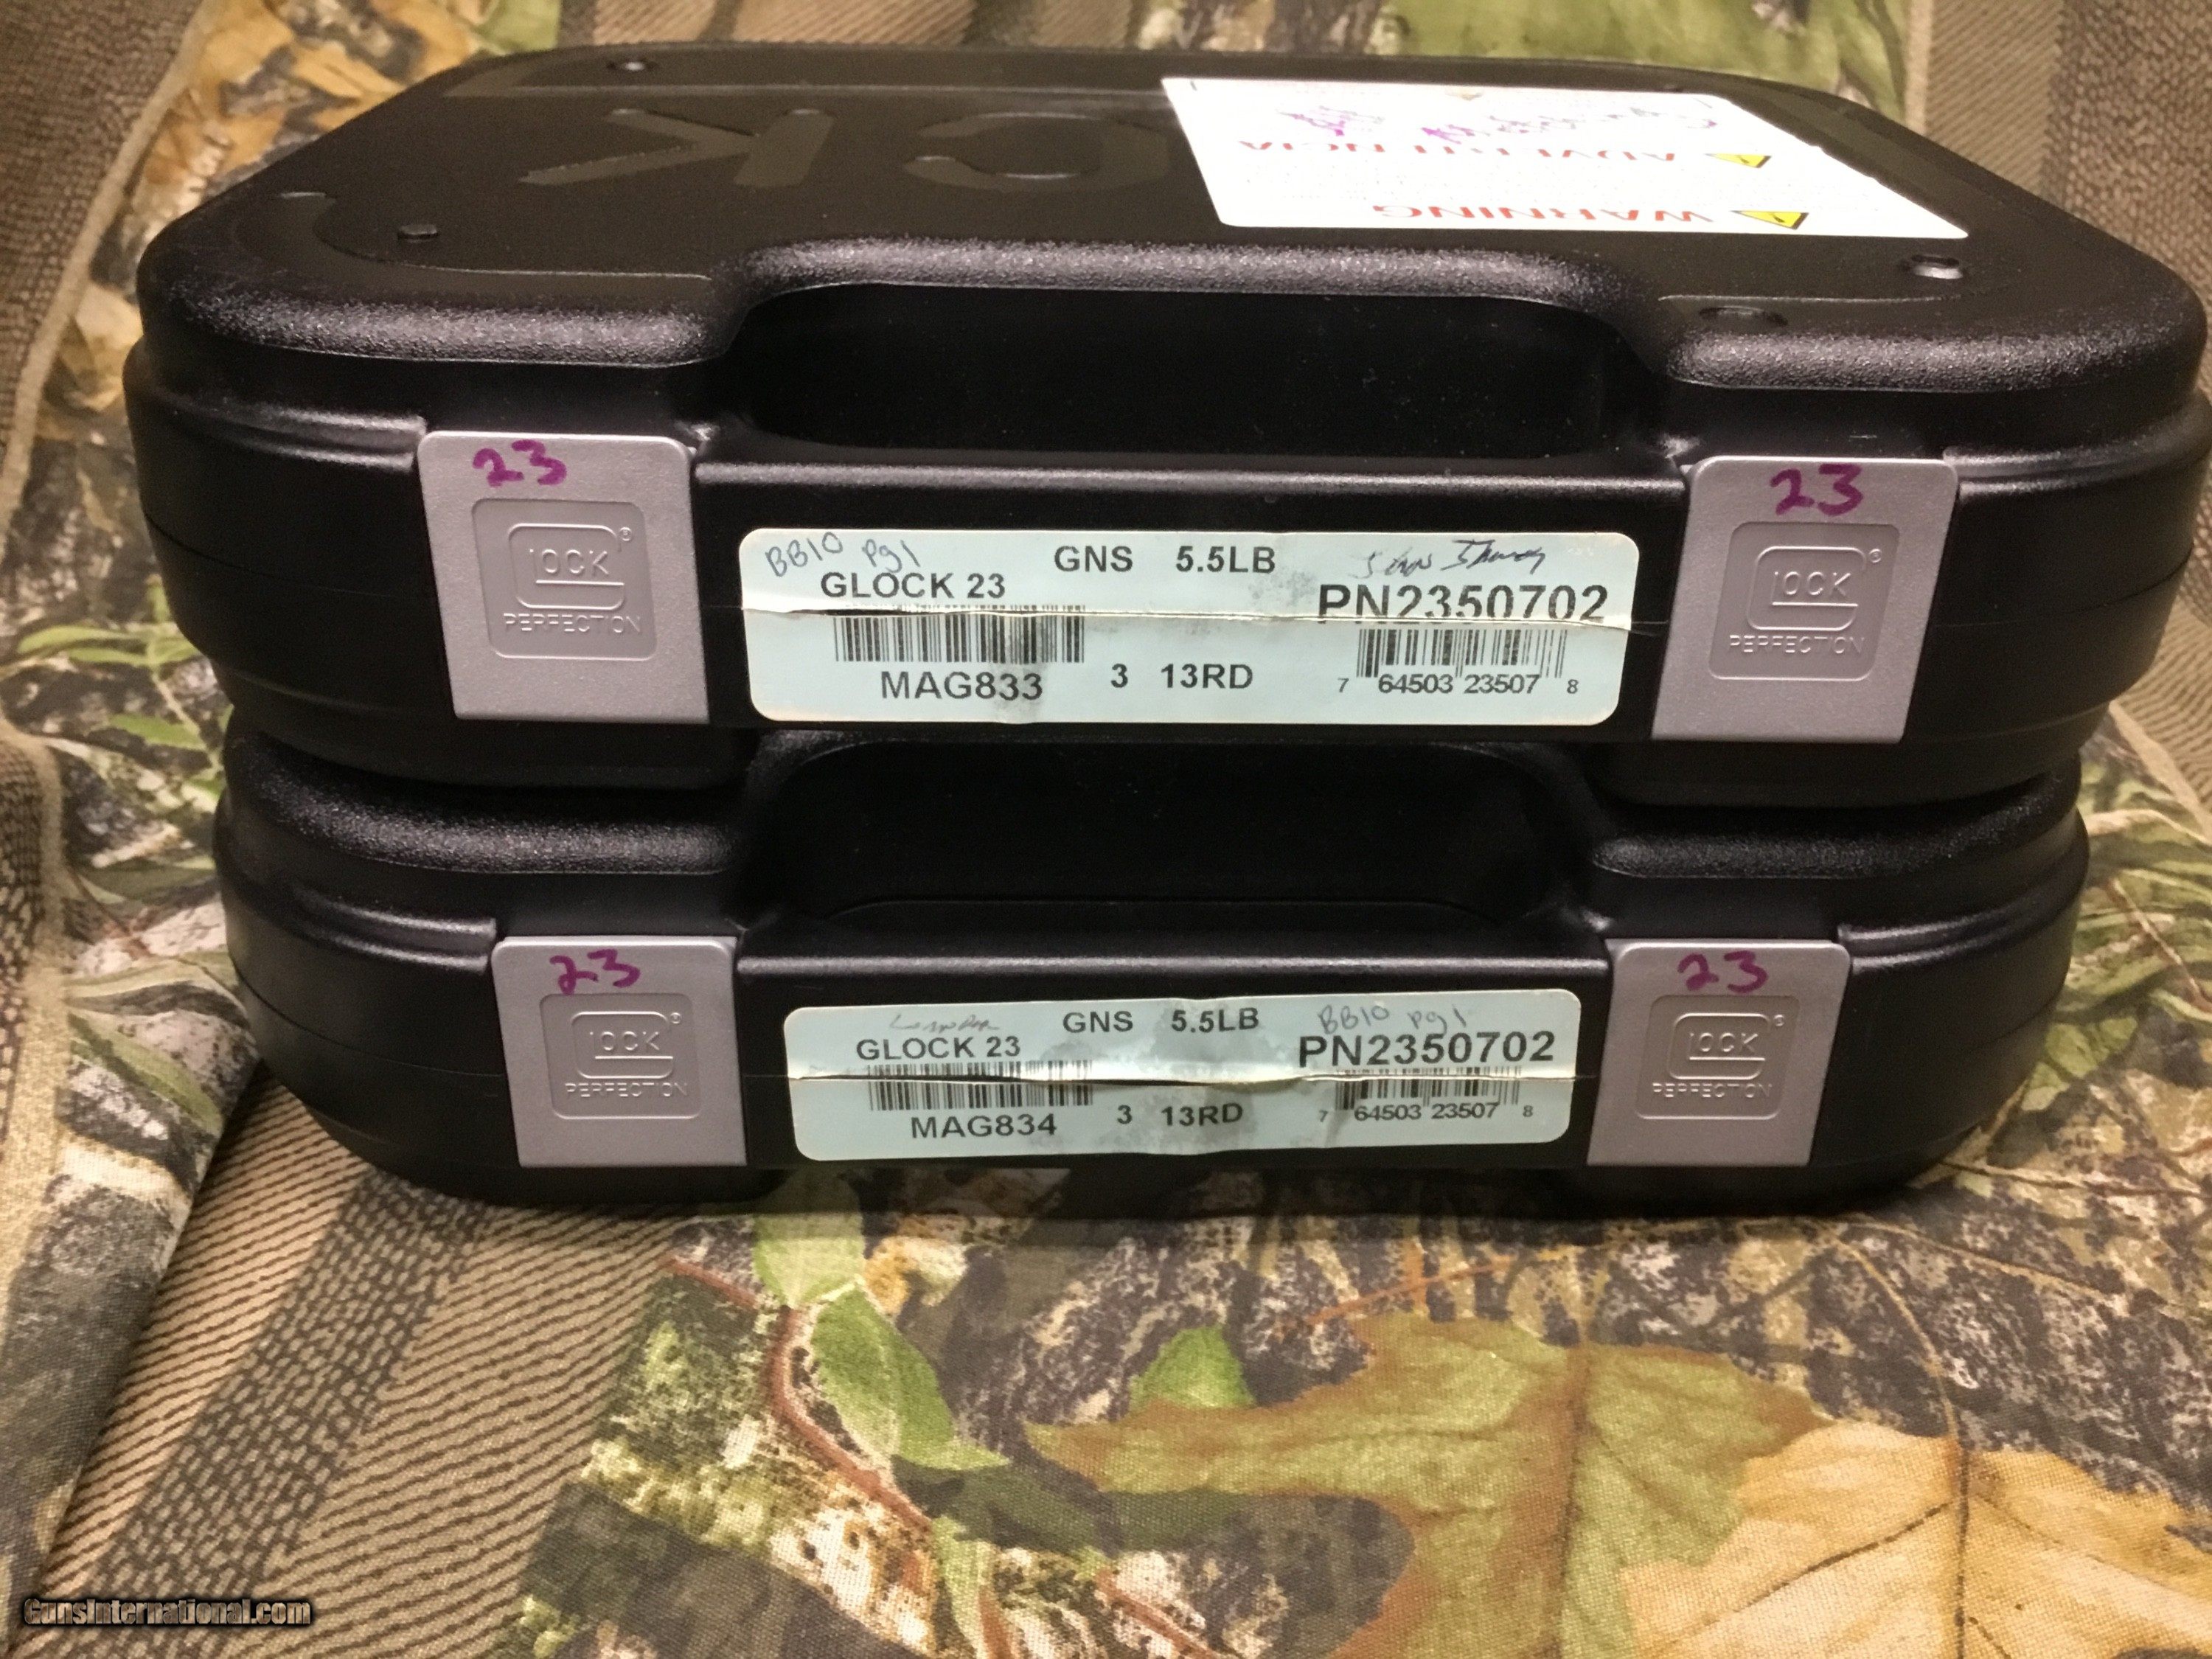 CK
ADVERTENCIA
WARNING
23
23
GLOCK
PERFECTION
GLOCK
PERFECTION
BB10 Pg1 GNS 5.5LB
GLOCK 23 PN2350702
MAG833 3 13RD 7 64503 23507 8
23
23
GLOCK
PERFECTION
GLOCK
PERFECTION
GNS 5.5LB BB10 Pg1
GLOCK 23 PN2350702
MAG834 3 13RD 7 64503 23507 8
GunsInternational.com